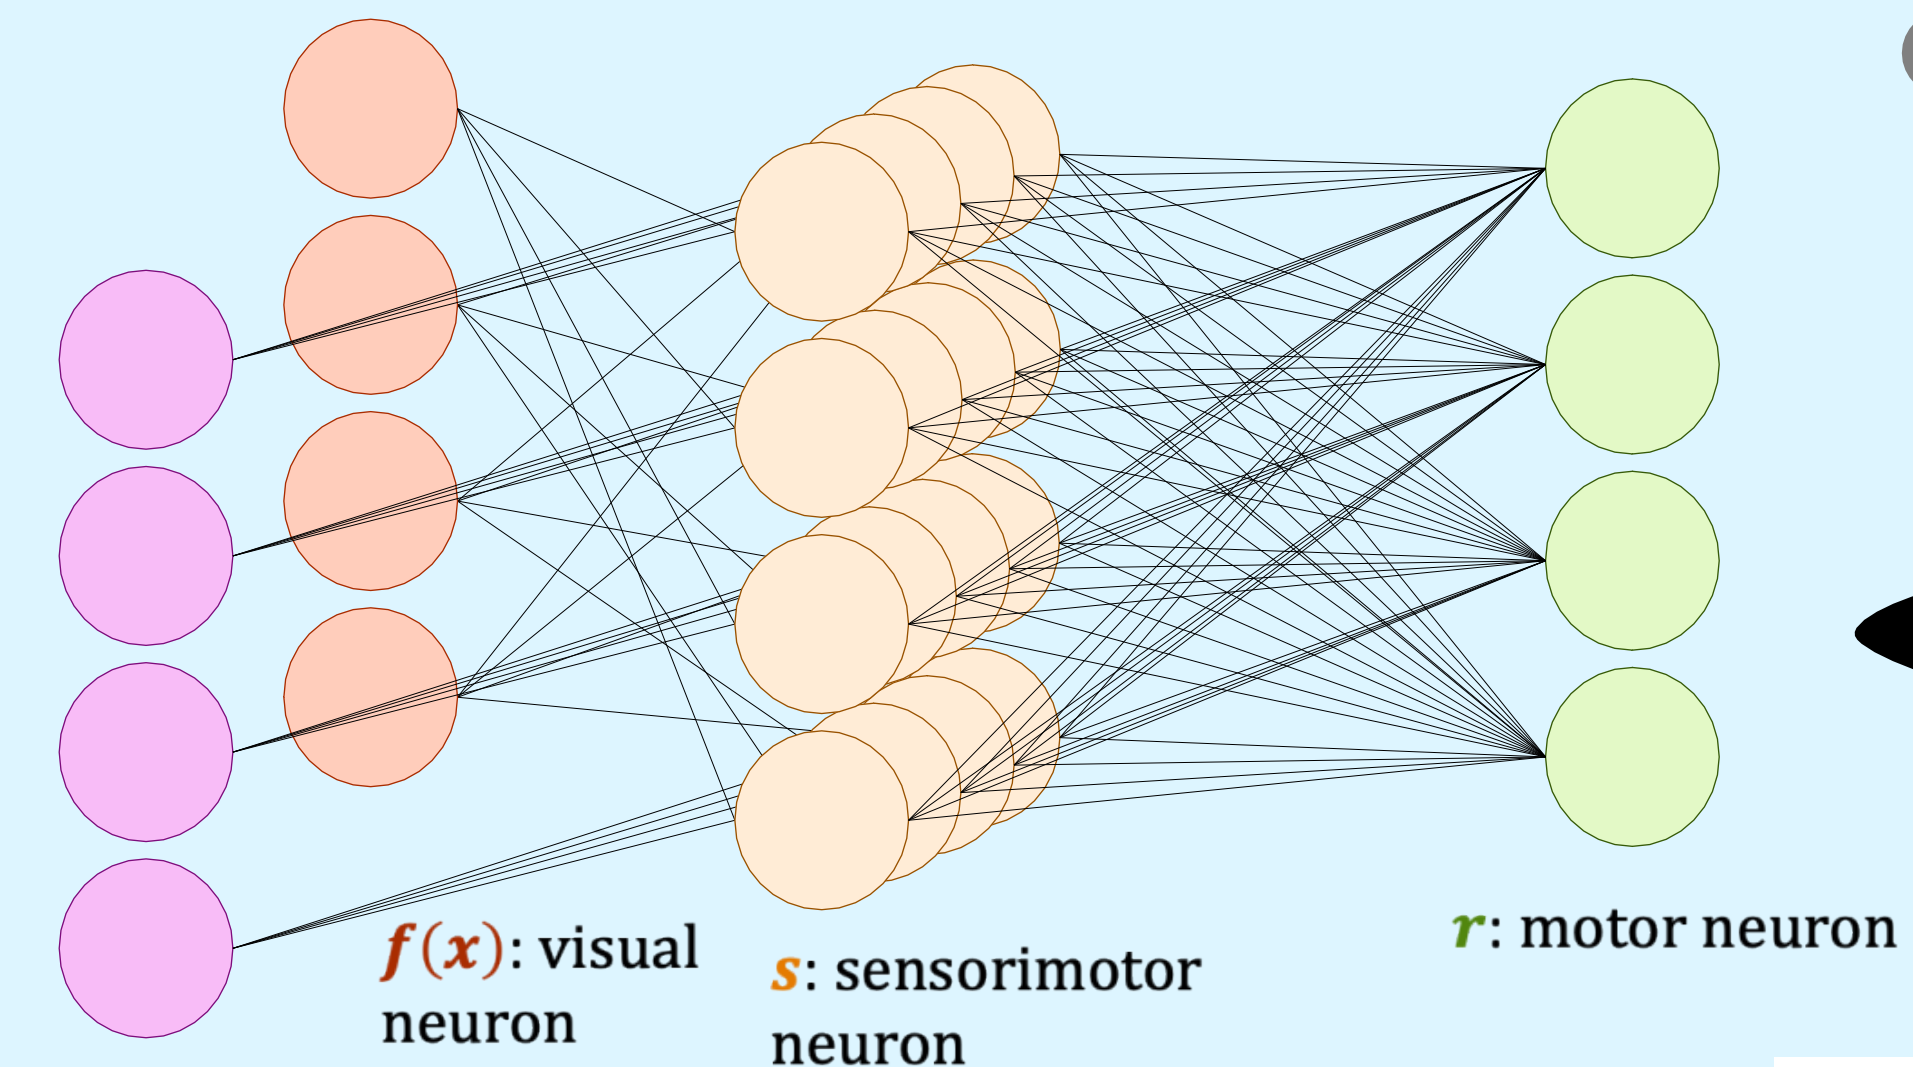 f(x): visual
neuron
s: sensorimotor
neuron
r: motor neuron